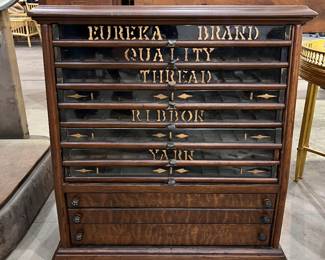 EUREKA BRAND
QUALITY
THREAD
RIBBON
YARN